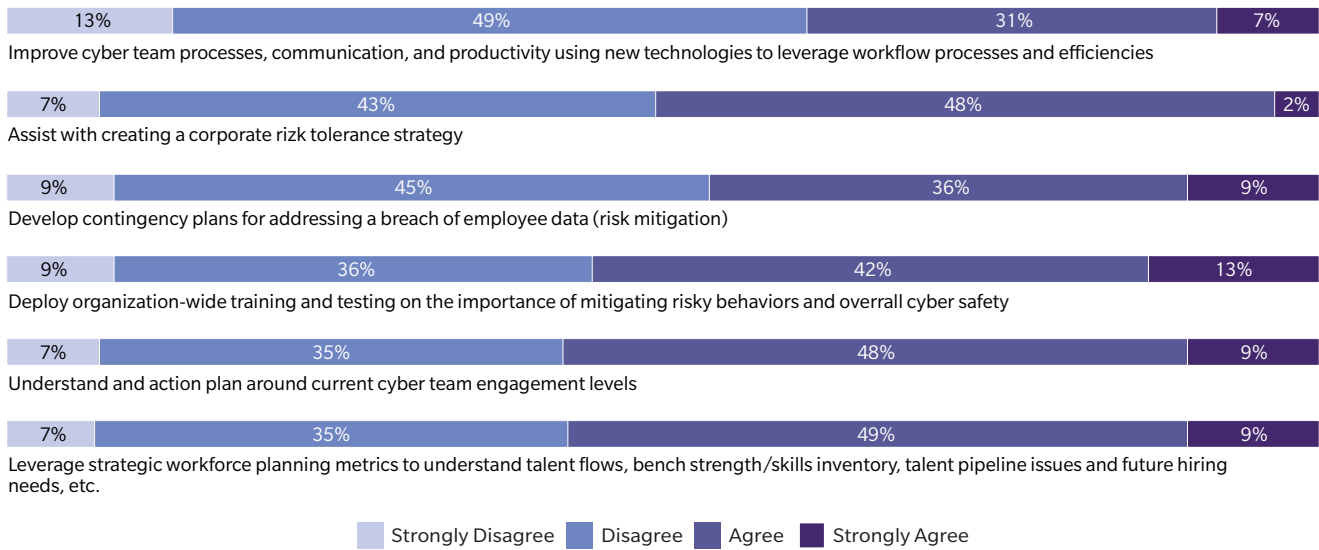 13% 49% 31% 7%
Improve cyber team processes, communication, and productivity using new technologies to leverage workflow processes and efficiencies
7% 43% 48% 2%
Assist with creating a corporate rizk tolerance strategy
9% 45% 36% 9%
Develop contingency plans for addressing a breach of employee data (risk mitigation)
9% 36% 42% 13%
Deploy organization-wide training and testing on the importance of mitigating risky behaviors and overrall cyber safety
7% 35% 48% 9%
Understand and action plan around current cyber team engagement levels
7% 35% 49% 9%
Leverage strategic workforce planning metrics to understand talent flows, bench strength/skills inventory, talent pipeline issues and future hiring
needs, etc.
Strongly Disagree Disagree Agree Strongly Agree